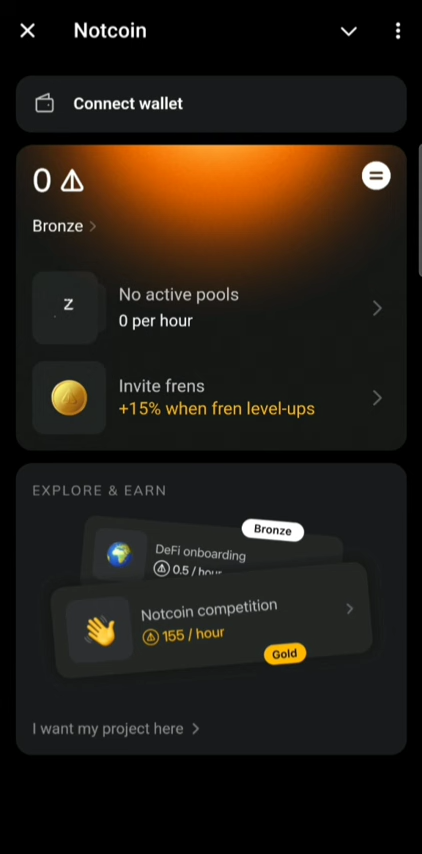 Notcoin
Connect wallet
0
Bronze
z
No active pools
0 per hour
Invite frens
+15% when fren level-ups
EXPLORE & EARN
Bronze
DeFi onboarding
0.5 / hour
Notcoin competition
155 / hour
Gold
I want my project here